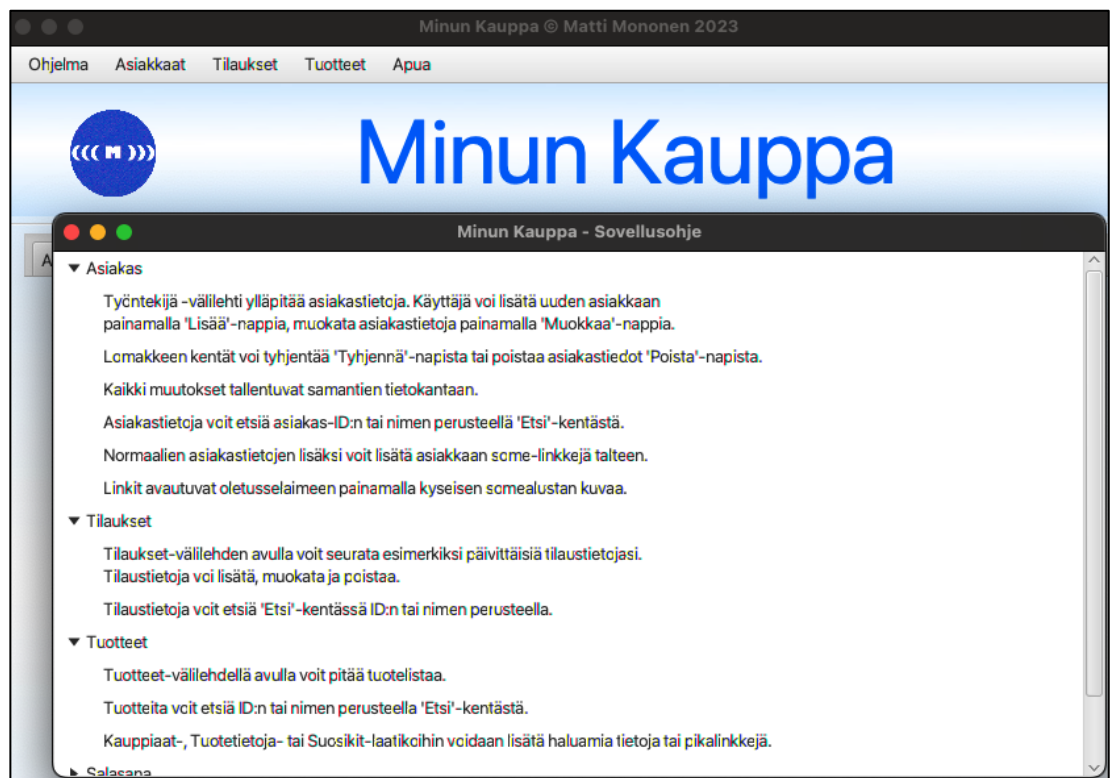 Minun Kauppa © Matti Mononen 2023
Ohjelma Asiakkaat Tilaukset Tuotteet Apua
((( M )))
Minun Kauppa
Minun Kauppa - Sovellusohje
A
▼ Asiakas
Työntekijä -välilehti ylläpitää asiakastietoja. Käyttäjä voi lisätä uuden asiakkaan
painamalla 'Lisää'-nappia, muokata asiakastietoja painamalla 'Muokkaa'-nappia.
Lomakkeen kentät voi tyhjentää 'Tyhjennä'-napista tai poistaa asiakastiedot 'Poista'-napista.
Kaikki muutokset tallentuvat samantien tietokantaan.
Asiakastietoja voit etsiä asiakas-ID:n tai nimen perusteellä 'Etsi'-kentästä.
Normaalien asiakastietojen lisäksi voit lisätä asiakkaan some-linkkejä talteen.
Linkit avautuvat oletusselaimeen painamalla kyseisen somealustan kuvaa.
▼ Tilaukset
Tilaukset-välilehden avulla voit seurata esimerkiksi päivittäisiä tilaustietojasi.
Tilaustietoja voi lisätä, muokata ja poistaa.
Tilaustietoja voit etsiä 'Etsi'-kentässä ID:n tai nimen perusteella.
▼ Tuotteet
Tuotteet-välilehdellä avulla voit pitää tuotelistaa.
Tuotteita voit etsiä ID:n tai nimen perusteella 'Etsi'-kentästä.
Kauppiaat-, Tuotetietoja- tai Suosikit-laatikoihin voidaan lisätä haluamia tietoja tai pikalinkkejä.
▶ Salasana